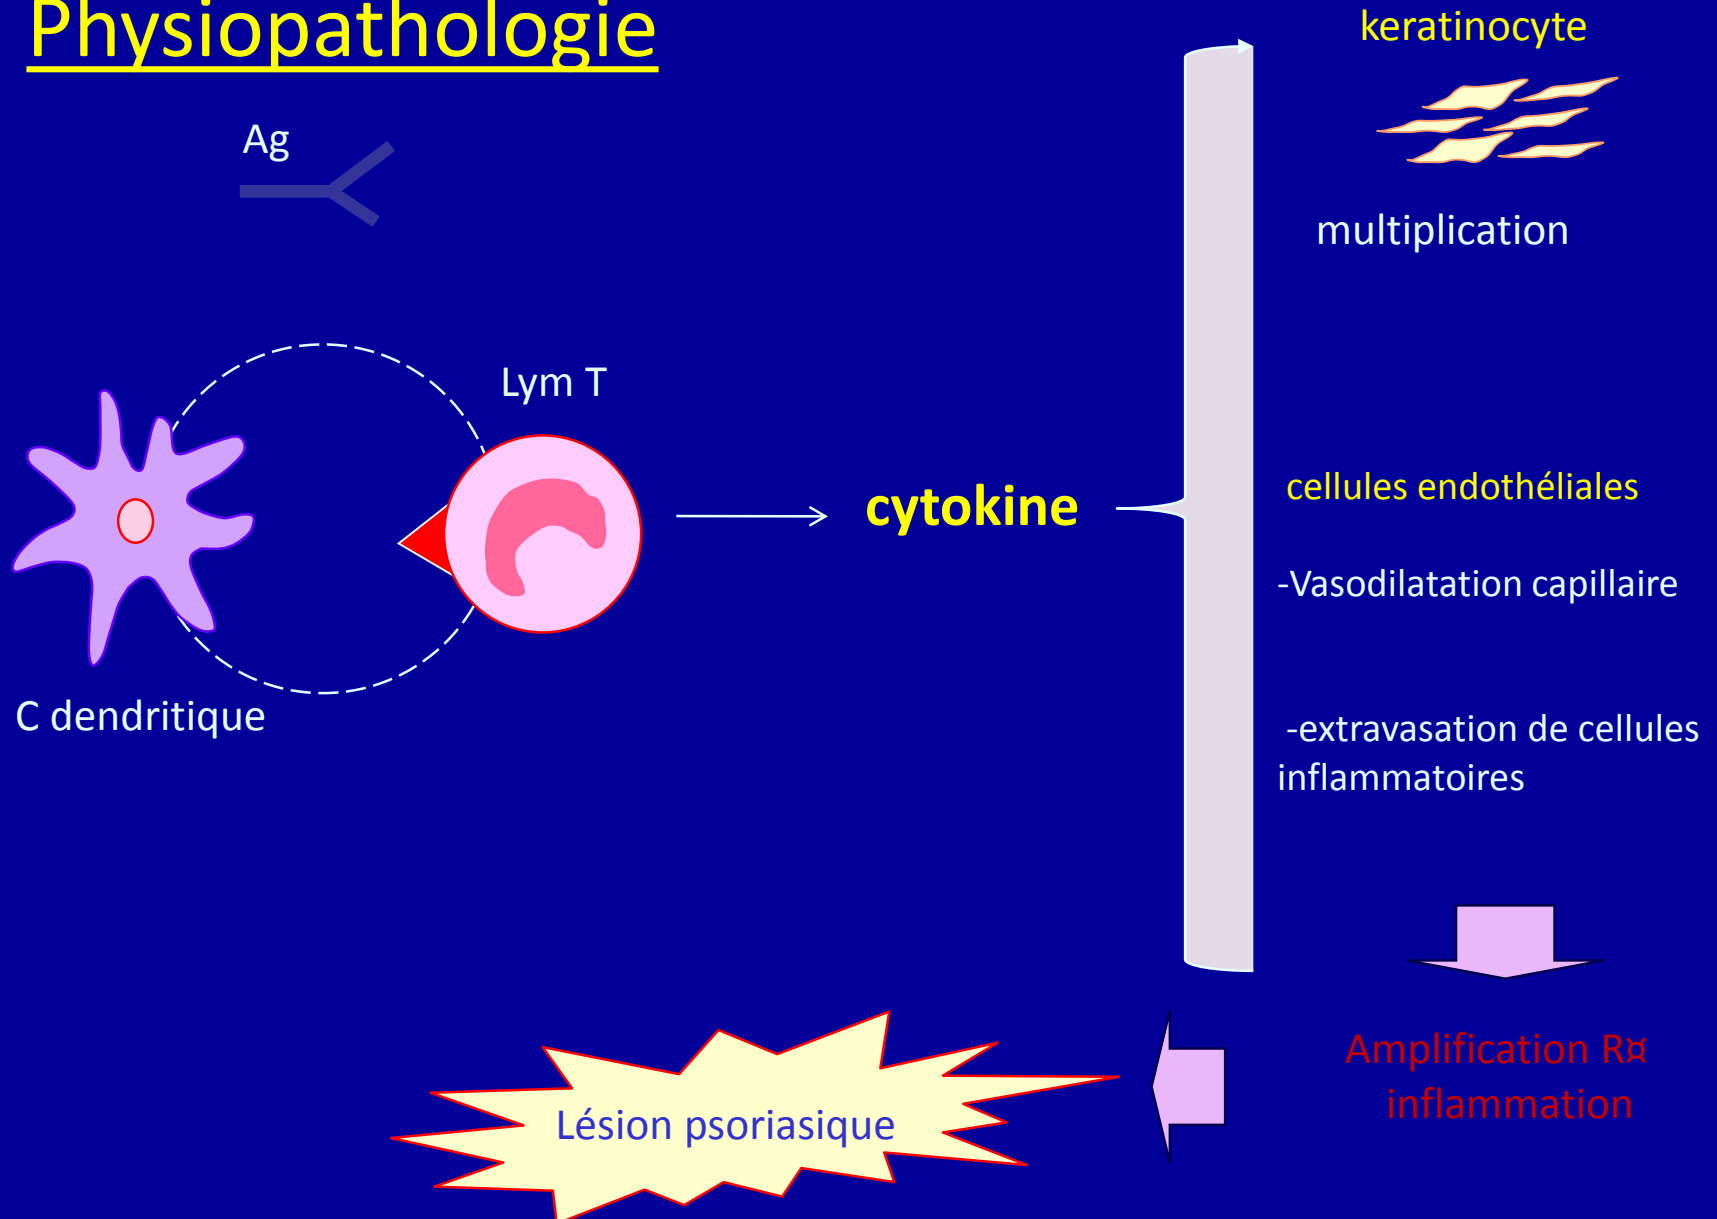 Physiopathologie
Ag
Lym T
C dendritique
cytokine
keratinocyte
multiplication
cellules endothéliales
-Vasodilatation capillaire
-extravasation de cellules
inflammatoires
Amplification R¤
inflammation
Lésion psoriasique